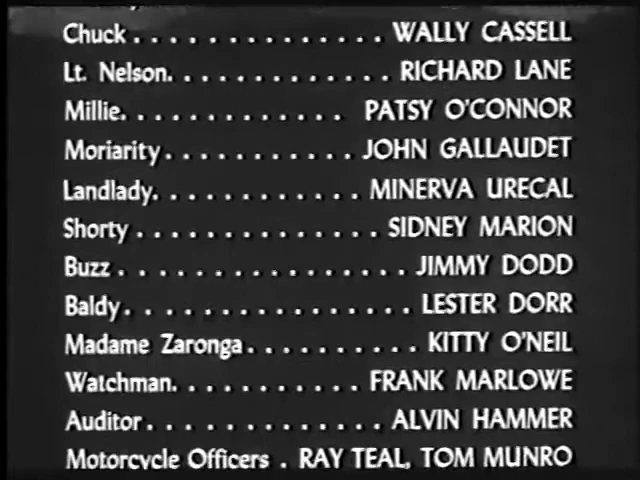 Chuck . . . . . . . . . . . . . . WALLY CASSELL
Lt. Nelson. . . . . . . . . . . . . RICHARD LANE
Millie. . . . . . . . . . . . . PATSY O'CONNOR
Moriarity . . . . . . . . . . . JOHN GALLAUDET
Landlady. . . . . . . . . . . . MINERVA URECAL
Shorty . . . . . . . . . . . . . . SIDNEY MARION
Buzz . . . . . . . . . . . . . . . . JIMMY DODD
Baldy. . . . . . . . . . . . . . . . LESTER DORR
Madame Zaronga. . . . . . . . . . KITTY O'NEIL
Watchman. . . . . . . . . . . FRANK MARLOWE
Auditor. . . . . . . . . . . . . ALVIN HAMMER
Motorcycle Officers . RAY TEAL, TOM MUNRO